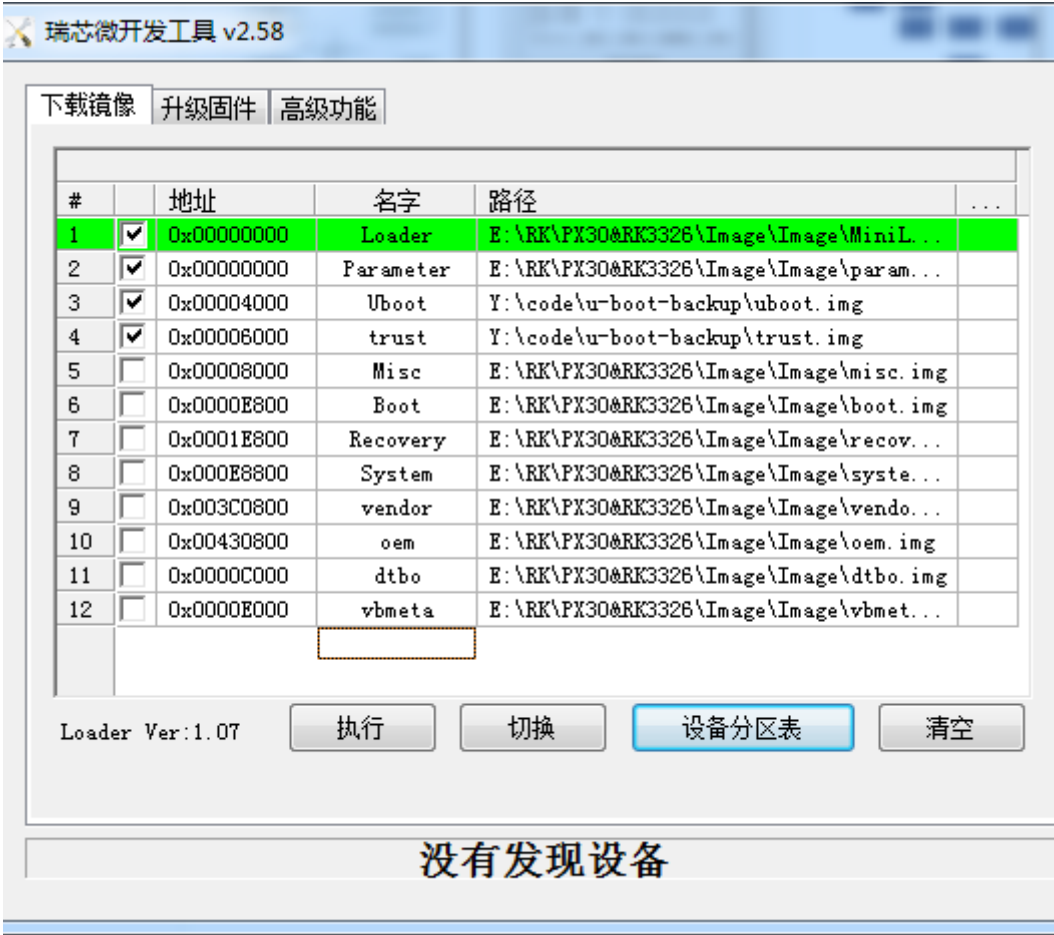 瑞芯微开发工具 v2.58
下载镜像 升级固件 高级功能
# 地址 名字 路径 ...
1 0x00000000 Loader E:\RK\PX30&RK3326\Image\Image\MiniL...
2 0x00000000 Parameter E:\RK\PX30&RK3326\Image\Image\param...
3 0x00004000 Uboot Y:\code\u-boot-backup\uboot.img
4 0x00006000 trust Y:\code\u-boot-backup\trust.img
5 0x00008000 Misc E:\RK\PX30&RK3326\Image\Image\misc.img
6 0x0000E800 Boot E:\RK\PX30&RK3326\Image\Image\boot.img
7 0x0001E800 Recovery E:\RK\PX30&RK3326\Image\Image\recov...
8 0x000E8800 System E:\RK\PX30&RK3326\Image\Image\syste...
9 0x003C0800 vendor E:\RK\PX30&RK3326\Image\Image\vendo...
10 0x00430800 oem E:\RK\PX30&RK3326\Image\Image\oem.img
11 0x0000C000 dtbo E:\RK\PX30&RK3326\Image\Image\dtbo.img
12 0x0000E000 vbmeta E:\RK\PX30&RK3326\Image\Image\vbmet...
Loader Ver:1.07 执行 切换 设备分区表 清空
没有发现设备